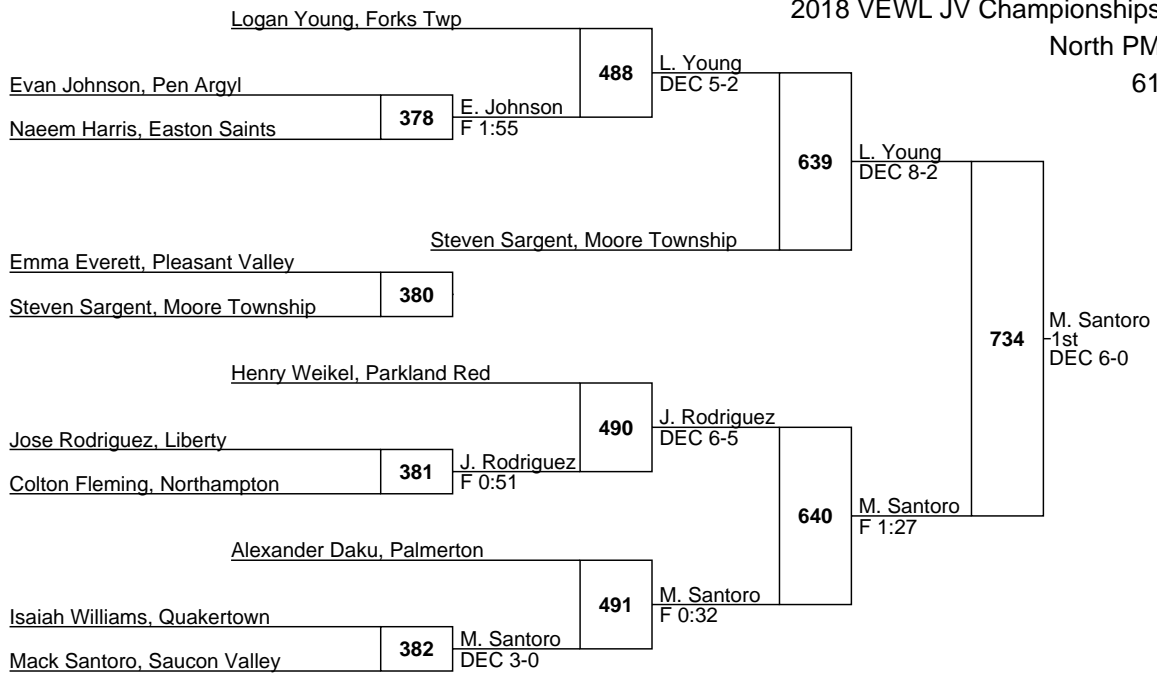 2018 VEWL JV Championships
North PM
61
Logan Young, Forks Twp
488
L. Young
DEC 5-2
Evan Johnson, Pen Argyl
378
E. Johnson
F 1:55
Naeem Harris, Easton Saints
639
L. Young
DEC 8-2
Steven Sargent, Moore Township
Emma Everett, Pleasant Valley
380
Steven Sargent, Moore Township
734
M. Santoro
1st
DEC 6-0
Henry Weikel, Parkland Red
490
J. Rodriguez
DEC 6-5
Jose Rodriguez, Liberty
381
J. Rodriguez
F 0:51
Colton Fleming, Northampton
640
M. Santoro
F 1:27
Alexander Daku, Palmerton
491
M. Santoro
F 0:32
Isaiah Williams, Quakertown
382
M. Santoro
DEC 3-0
Mack Santoro, Saucon Valley